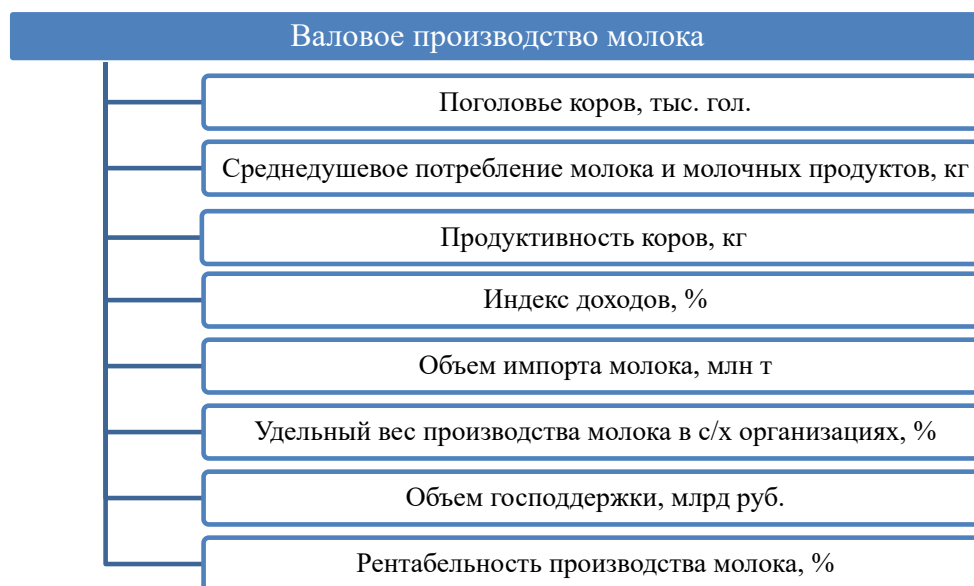 Валовое производство молока
Поголовье коров, тыс. гол.
Среднедушевое потребление молока и молочных продуктов, кг
Продуктивность коров, кг
Индекс доходов, %
Объем импорта молока, млн т
Удельный вес производства молока в с/х организациях, %
Объем господдержки, млрд руб.
Рентабельность производства молока, %